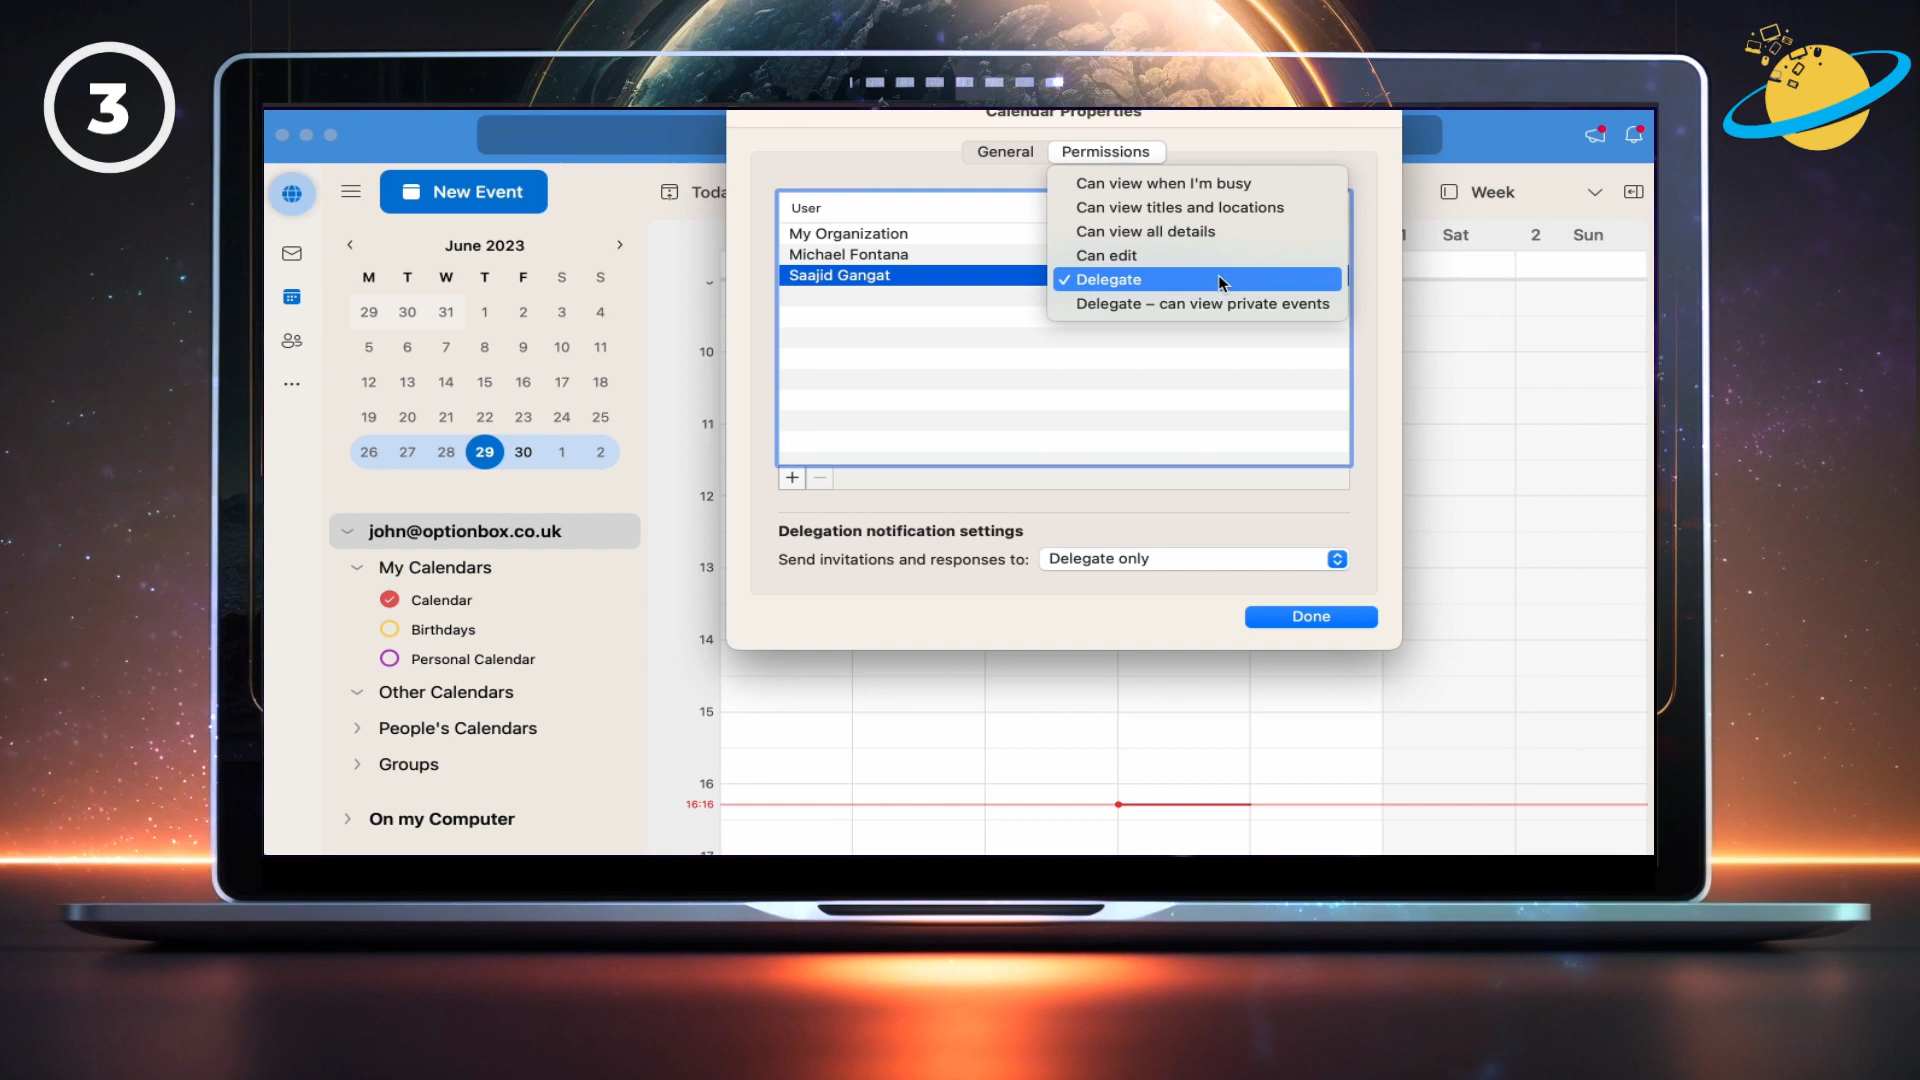 3
Calendar Properties
General
Permissions
New Event
Toda
Week
User
My Organization
Michael Fontana
Saajid Gangat
Can view when I'm busy
Can view titles and locations
Can view all details
Can edit
✓ Delegate
Delegate – can view private events
1 Sat 2 Sun
June 2023
M T W T F S S
29 30 31 1 2 3 4
5 6 7 8 9 10 11
12 13 14 15 16 17 18
19 20 21 22 23 24 25
26 27 28 29 30 1 2
john@optionbox.co.uk
My Calendars
Calendar
Birthdays
Personal Calendar
Other Calendars
People's Calendars
Groups
On my Computer
10
11
12
13
14
15
16
16:16
17
+ −
Delegation notification settings
Send invitations and responses to: Delegate only
Done